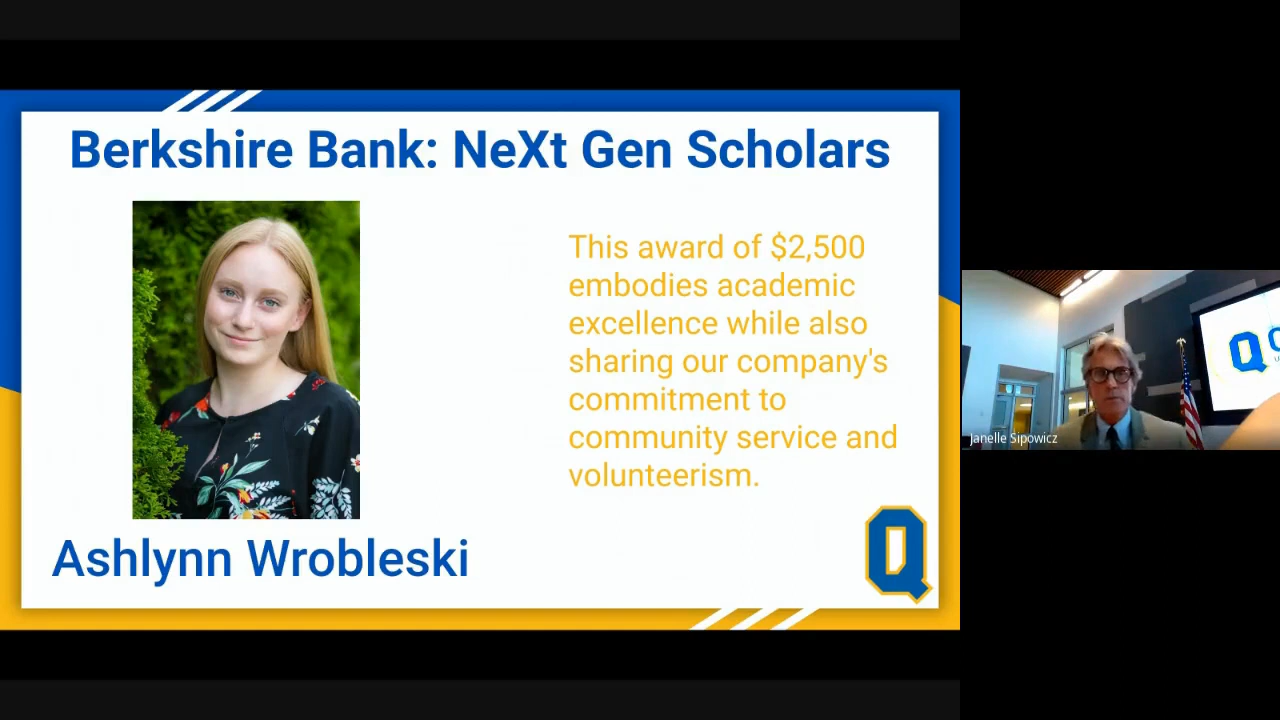 Berkshire Bank: NeXt Gen Scholars
This award of $2,500
embodies academic
excellence while also
sharing our company's
commitment to
community service and
volunteerism.
Ashlynn Wrobleski
Q
Janelle Sipowicz
Q